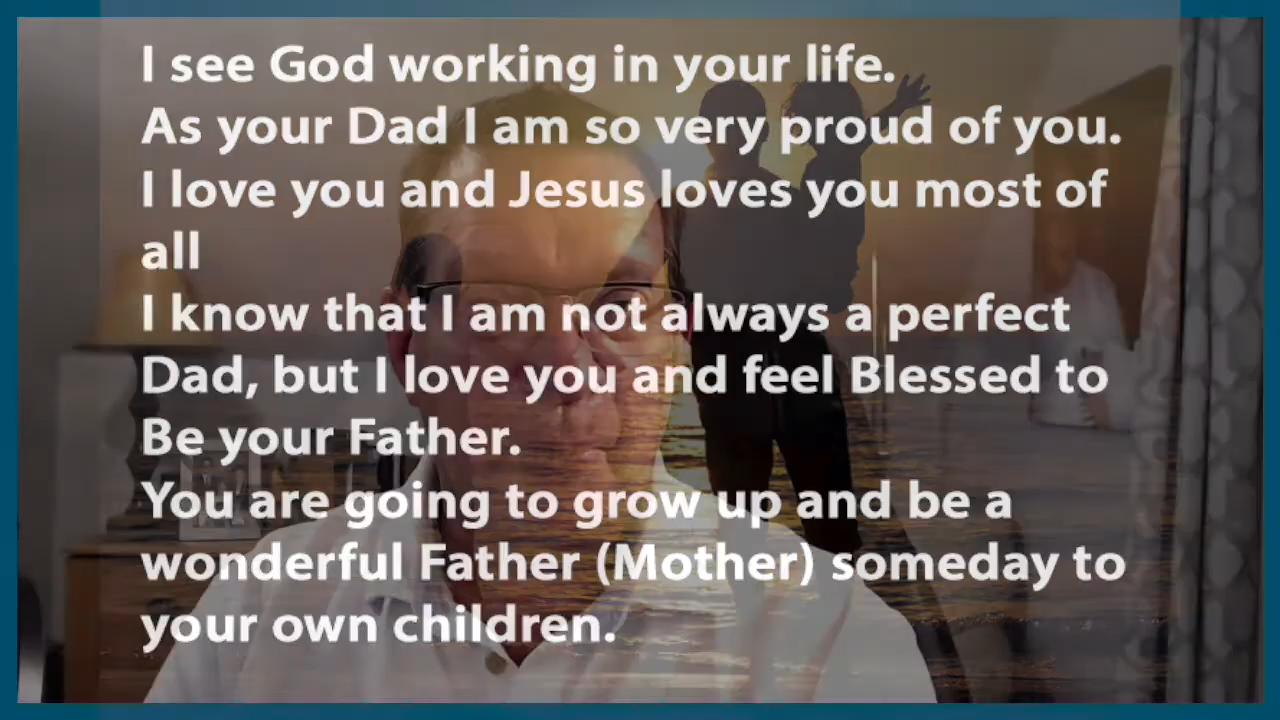 I see God working in your life.
As your Dad I am so very proud of you.
I love you and Jesus loves you most of
all
I know that I am not always a perfect
Dad, but I love you and feel Blessed to
Be your Father.
You are going to grow up and be a
wonderful Father (Mother) someday to
your own children.